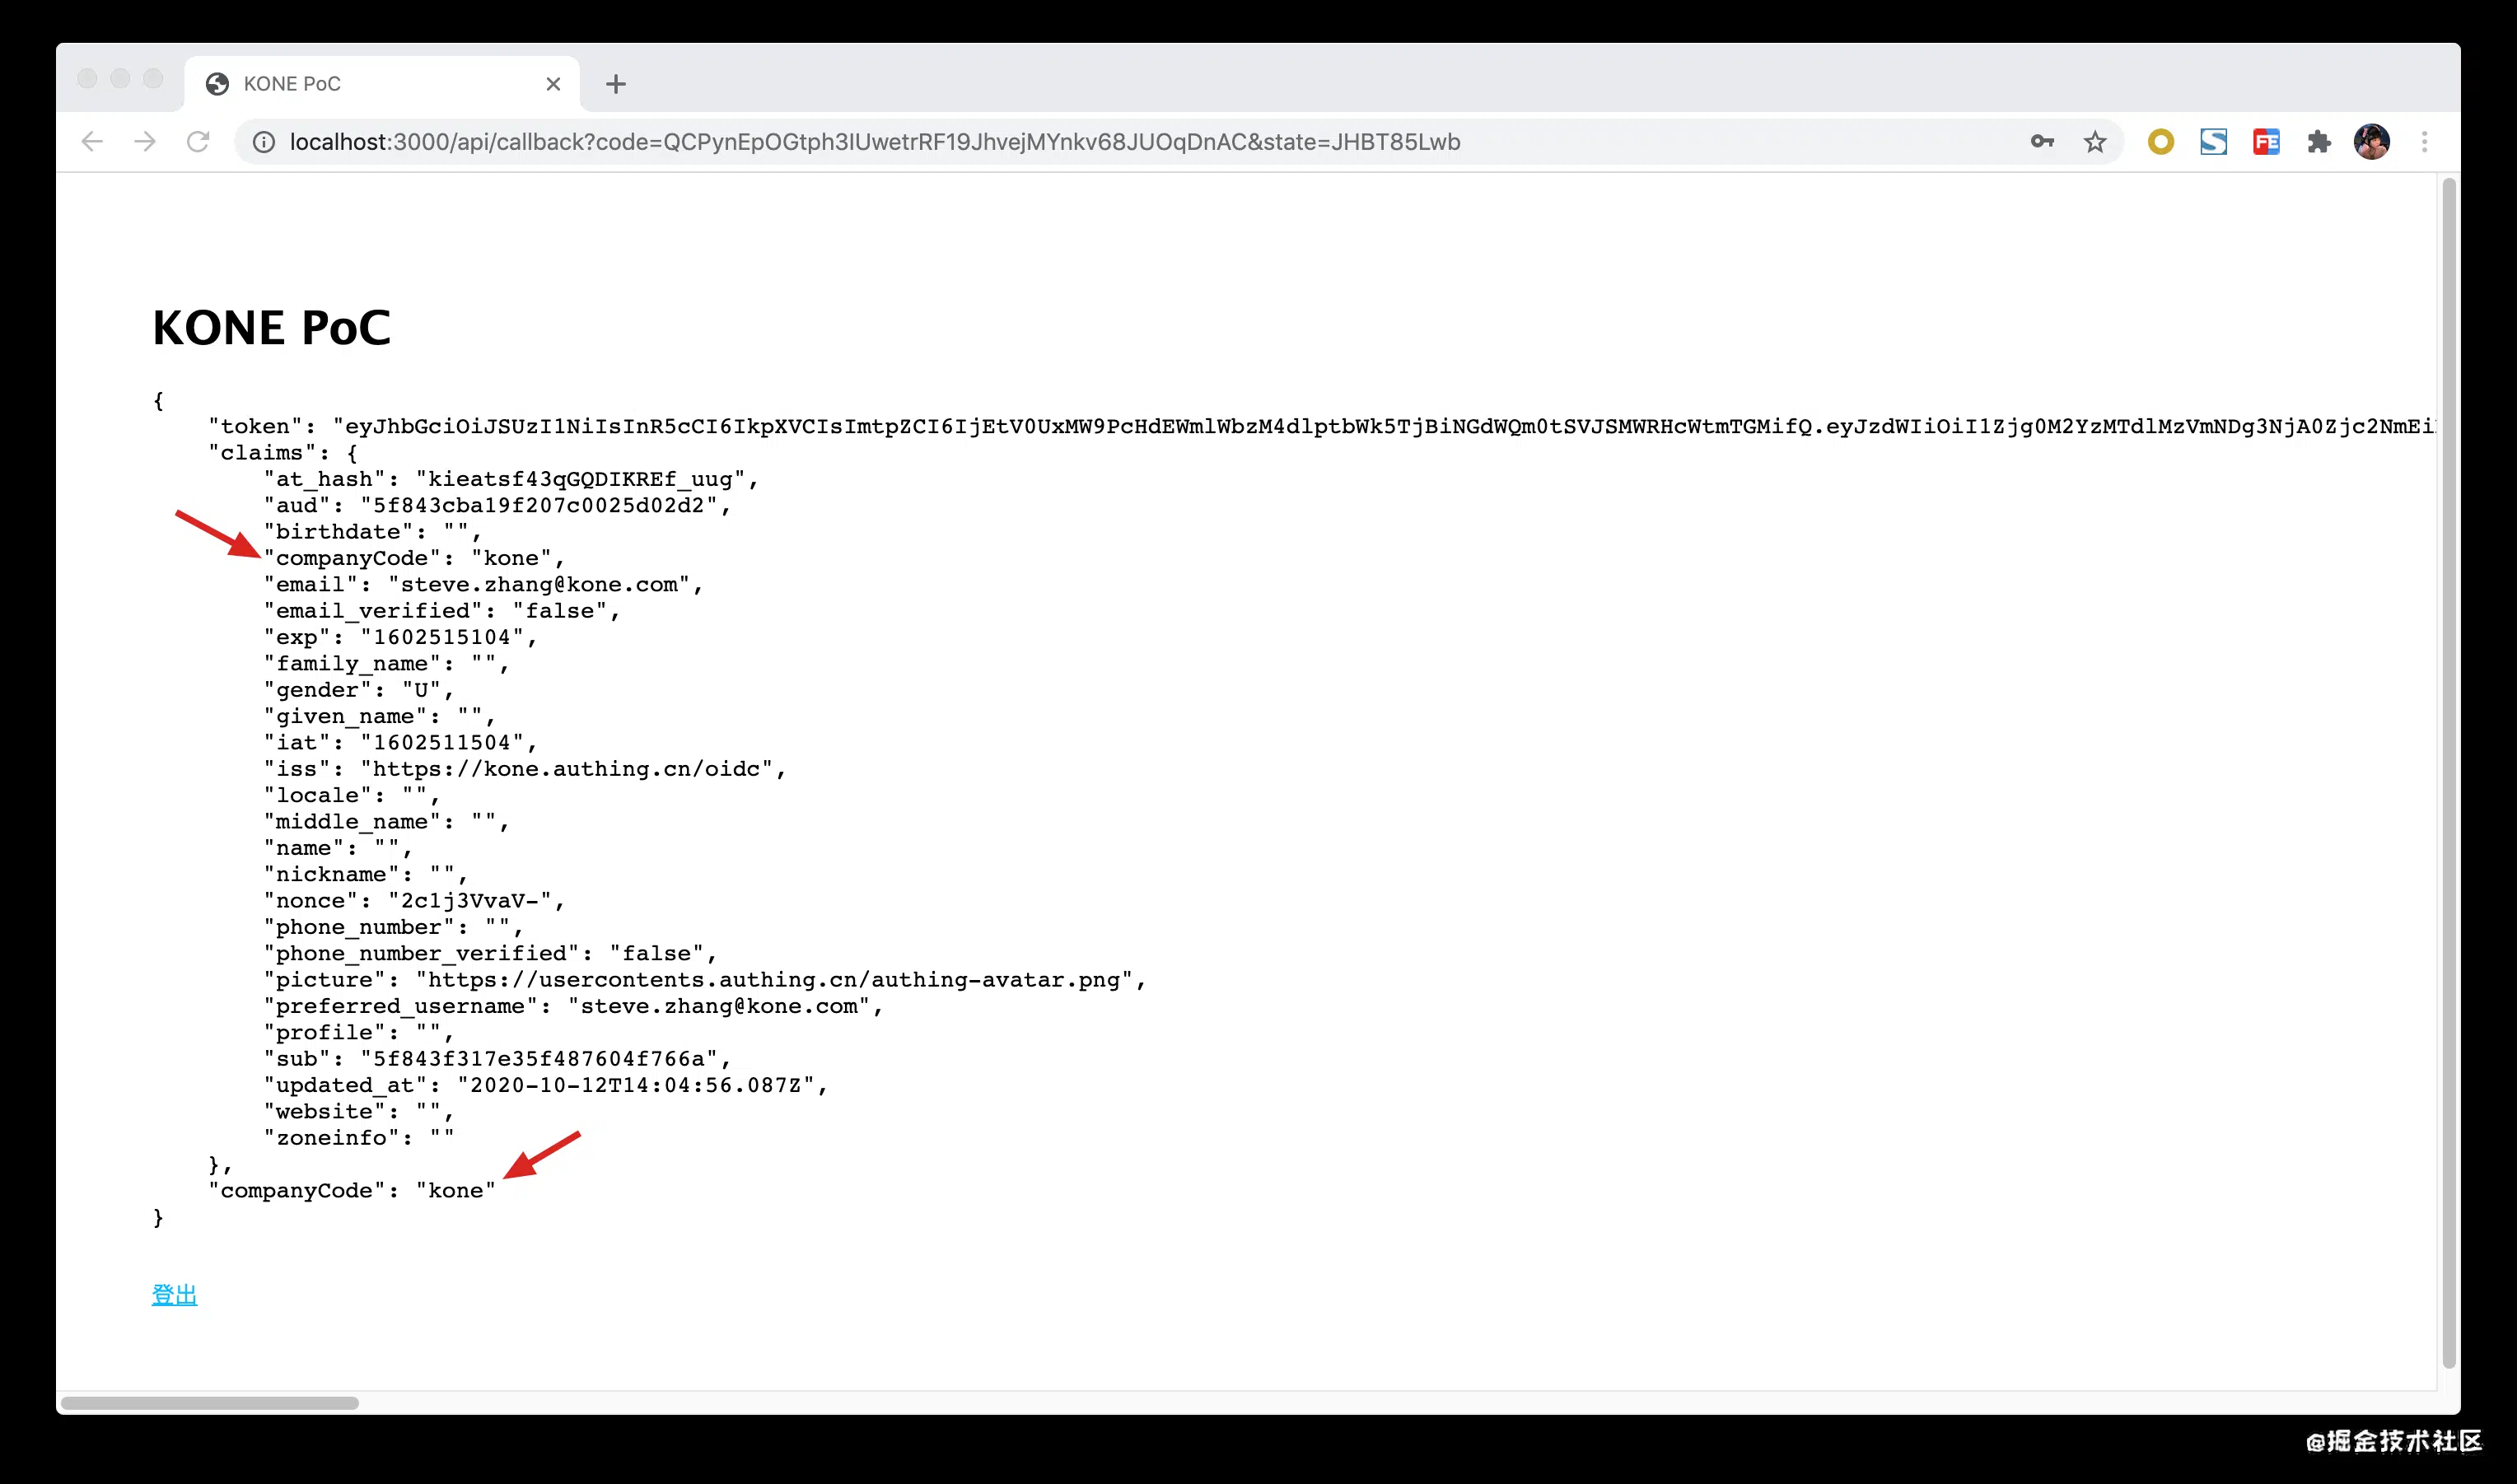 KONE PoC
localhost:3000/api/callback?code=QCPynEpOGtph3IUwetrRF19JhvejMYnkv68JUOqDnAC&state=JHBT85Lwb
FE
KONE PoC
{
"token": "eyJhbGciOiJSUzI1NiIsInR5cCI6IkpXVCIsImtpZCI6IjEtV0UxMW9PcHdEWmlWbzM4dlptbWk5TjBiNGdWQm0tSVJSMWRHcWtmTGMifQ.eyJzdWIiOiI1Zjg0M2YzMTdlMzVmNDg3NjA0Zjc2NmEi
"claims": {
"at_hash": "kieatsf43qGQDIKREf_uug",
"aud": "5f843cba19f207c0025d02d2",
"birthdate": "",
"companyCode": "kone",
"email": "steve.zhang@kone.com",
"email_verified": "false",
"exp": "1602515104",
"family_name": "",
"gender": "U",
"given_name": "",
"iat": "1602511504",
"iss": "https://kone.authing.cn/oidc",
"locale": "",
"middle_name": "",
"name": "",
"nickname": "",
"nonce": "2c1j3VvaV-",
"phone_number": "",
"phone_number_verified": "false",
"picture": "https://usercontents.authing.cn/authing-avatar.png",
"preferred_username": "steve.zhang@kone.com",
"profile": "",
"sub": "5f843f317e35f487604f766a",
"updated_at": "2020-10-12T14:04:56.087Z",
"website": "",
"zoneinfo": ""
},
"companyCode": "kone"
}
登出
@掘金技术社区